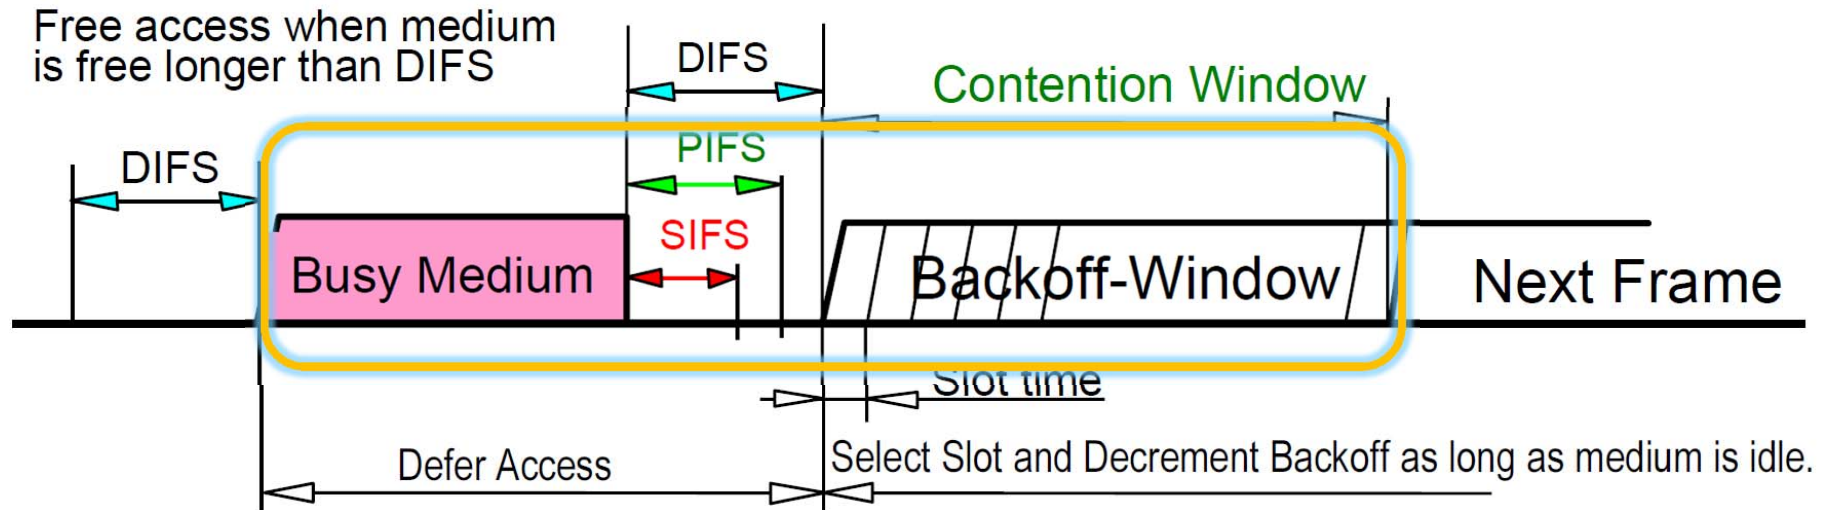 Free access when medium
is free longer than DIFS
DIFS
Contention Window
PIFS
DIFS
SIFS
Busy Medium
Backoff-Window
Next Frame
Slot time
Defer Access
Select Slot and Decrement Backoff as long as medium is idle.